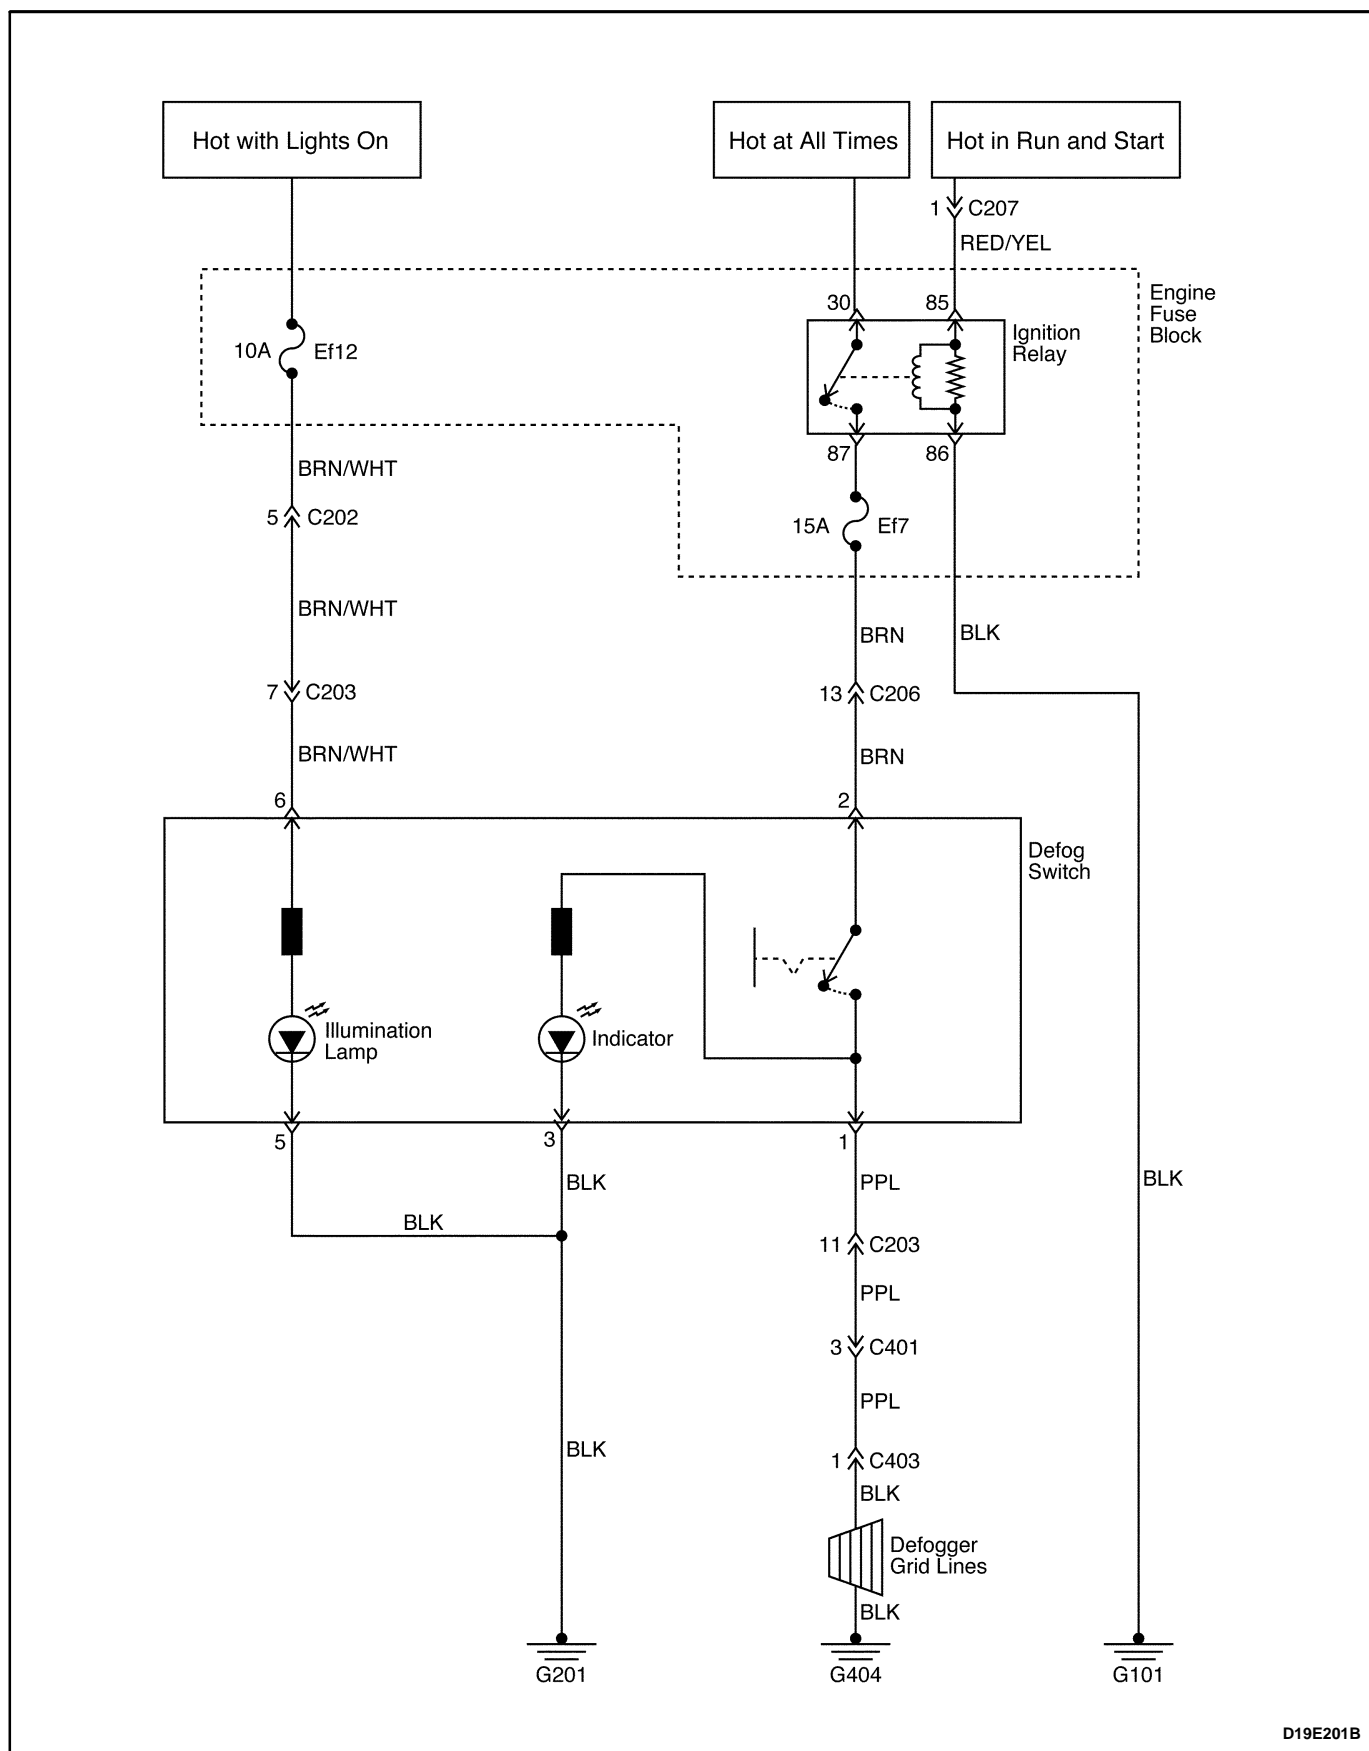 Hot with Lights On
Hot at All Times
Hot in Run and Start
1
C207
RED/YEL
Engine
Fuse
Block
30
85
Ignition
Relay
10A
Ef12
87
86
BRN/WHT
5
C202
15A
Ef7
BRN/WHT
BRN
BLK
7
C203
13
C206
BRN/WHT
BRN
6
2
Defog
Switch
Illumination
Lamp
Indicator
5
3
1
BLK
PPL
BLK
BLK
11
C203
PPL
3
C401
PPL
BLK
1
C403
BLK
Defogger
Grid Lines
BLK
G201
G404
G101
D19E201B